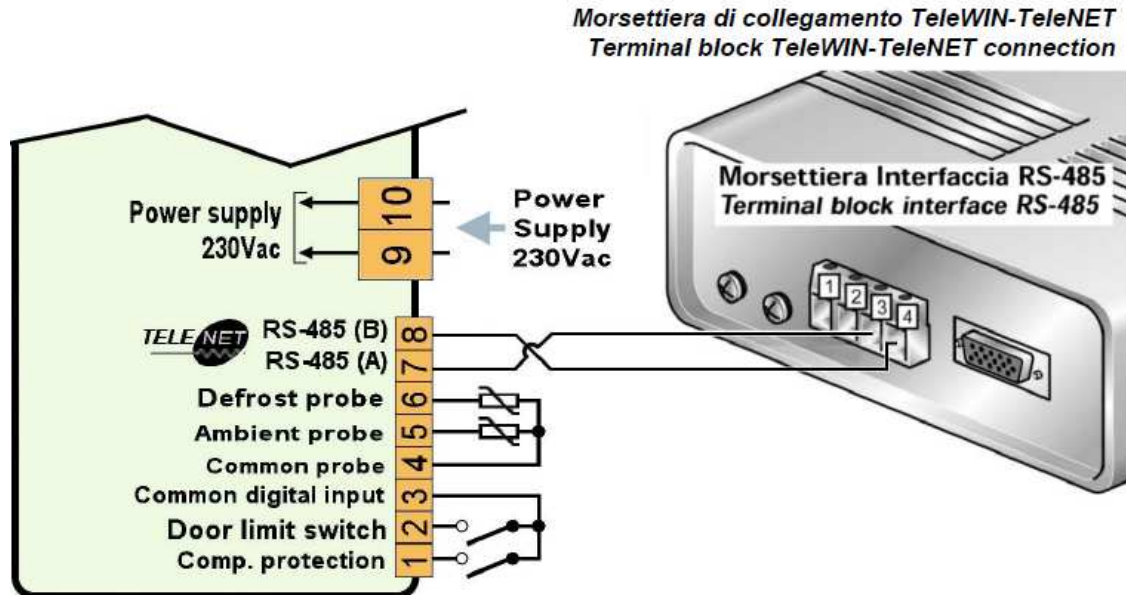 Morsettiera di collegamento TeleWIN-TeleNET
Terminal block TeleWIN-TeleNET connection
Morsettiera Interfaccia RS-485
Terminal block interface RS-485
1
2
3
4
Power supply
230Vac
10
9
Power
Supply
230Vac
TELE NET
RS-485 (B) 8
RS-485 (A) 7
Defrost probe 6
Ambient probe 5
Common probe 4
Common digital input 3
Door limit switch 2
Comp. protection 1